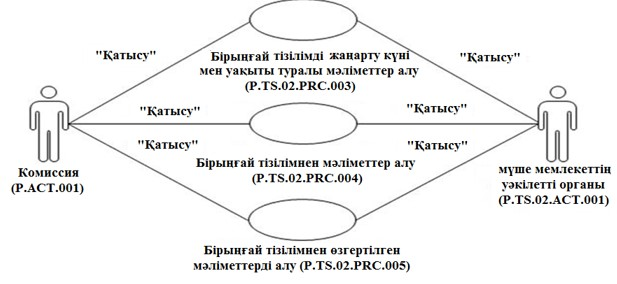 "Қатысу"
"Қатысу"
Бірыңғай тізілімді жаңарту күні
мен уақыты туралы мәліметтер алу
(P.TS.02.PRC.003)
"Қатысу"
"Қатысу"
"Қатысу"
"Қатысу"
Бірыңғай тізілімнен мәліметтер алу
(P.TS.02.PRC.004)
Комиссия
(P.ACT.001)
мүше мемлекеттің
уәкілетті органы
(P.TS.02.ACT.001)
Бірыңғай тізілімнен өзгертілген
мәліметтерді алу (P.TS.02.PRC.005)